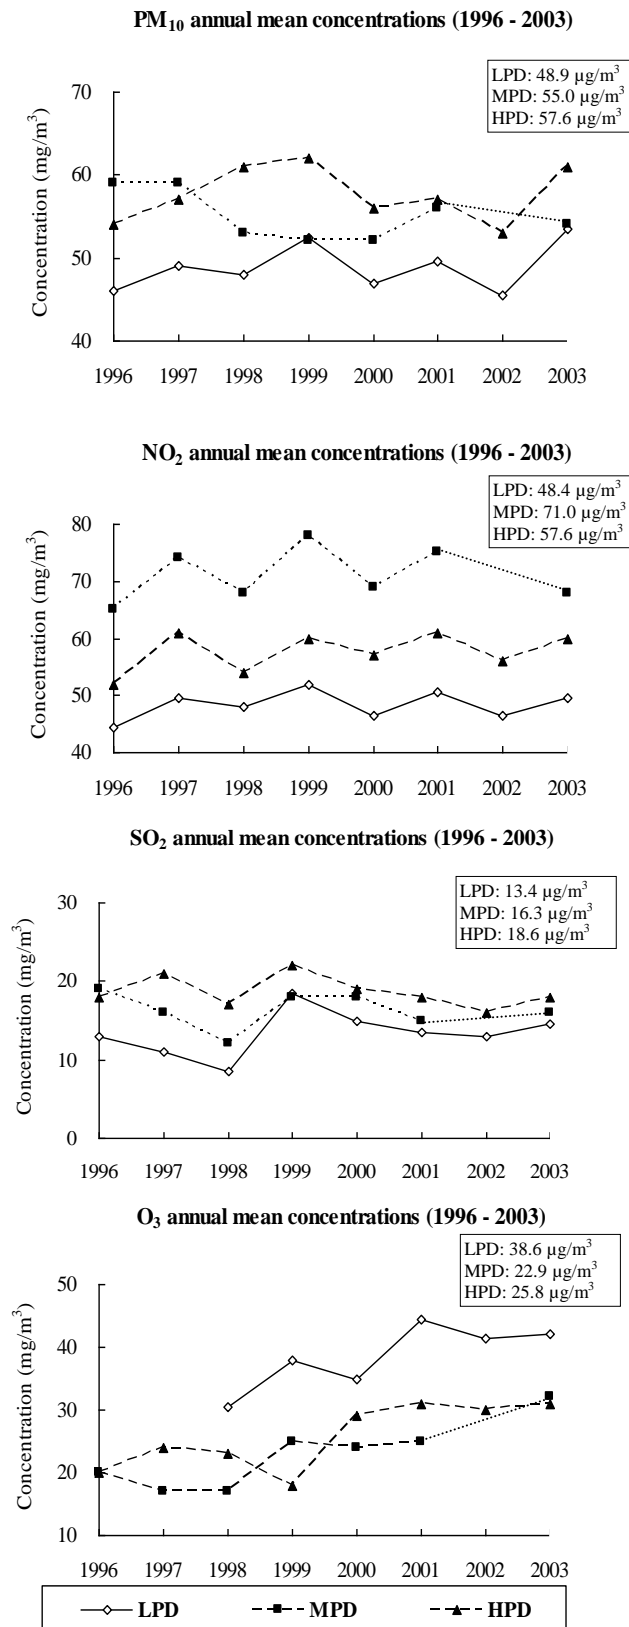 PM₁₀ annual mean concentrations (1996 - 2003)
LPD: 48.9 µg/m³
MPD: 55.0 µg/m³
HPD: 57.6 µg/m³
Concentration (mg/m³)
70
60
50
40
1996 1997 1998 1999 2000 2001 2002 2003
NO₂ annual mean concentrations (1996 - 2003)
LPD: 48.4 µg/m³
MPD: 71.0 µg/m³
HPD: 57.6 µg/m³
Concentration (mg/m³)
80
70
60
50
40
1996 1997 1998 1999 2000 2001 2002 2003
SO₂ annual mean concentrations (1996 - 2003)
LPD: 13.4 µg/m³
MPD: 16.3 µg/m³
HPD: 18.6 µg/m³
Concentration (mg/m³)
30
20
10
0
1996 1997 1998 1999 2000 2001 2002 2003
O₃ annual mean concentrations (1996 - 2003)
LPD: 38.6 µg/m³
MPD: 22.9 µg/m³
HPD: 25.8 µg/m³
Concentration (mg/m³)
50
40
30
20
10
1996 1997 1998 1999 2000 2001 2002 2003
LPD MPD HPD